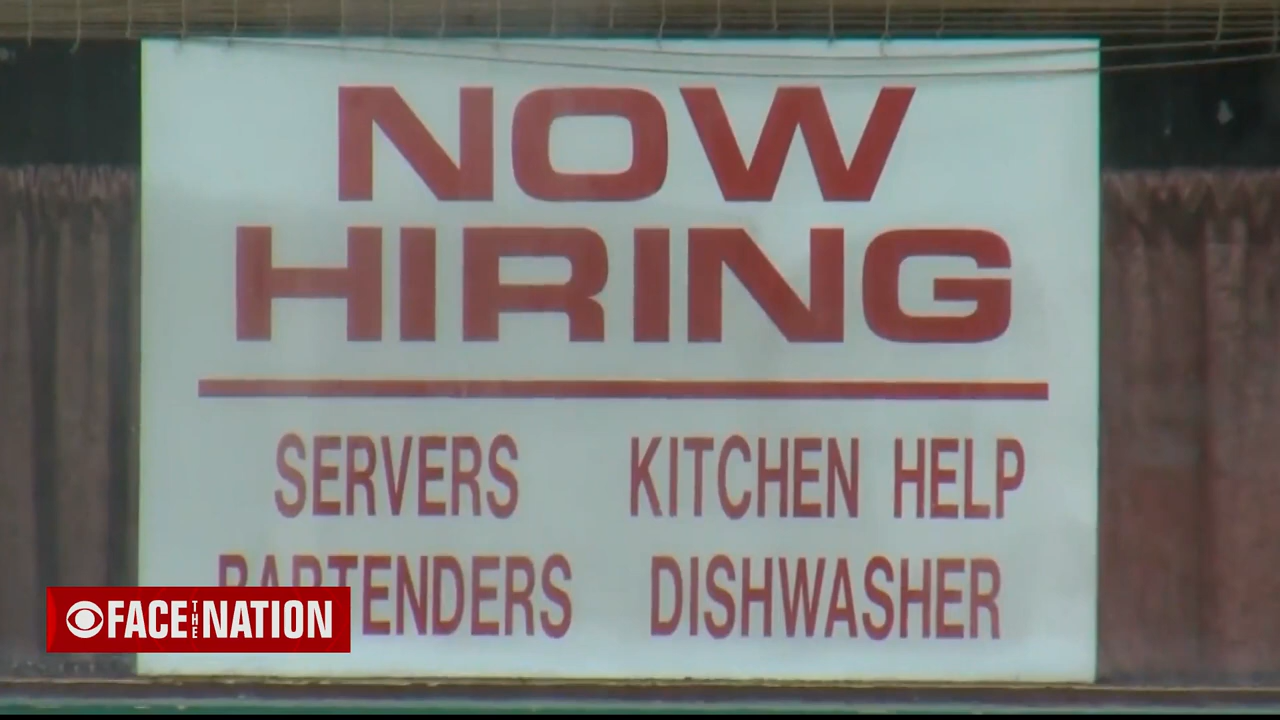 NOW
HIRING
SERVERS KITCHEN HELP
BARTENDERS DISHWASHER
FACE THE NATION